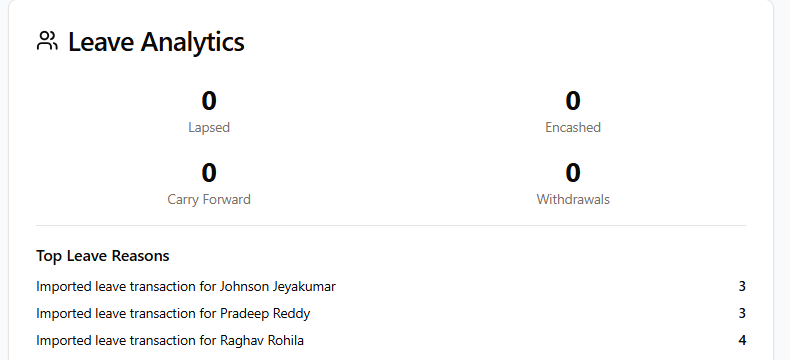 Leave Analytics
0 0
Lapsed Encashed
0 0
Carry Forward Withdrawals
Top Leave Reasons
Imported leave transaction for Johnson Jeyakumar 3
Imported leave transaction for Pradeep Reddy 3
Imported leave transaction for Raghav Rohila 4